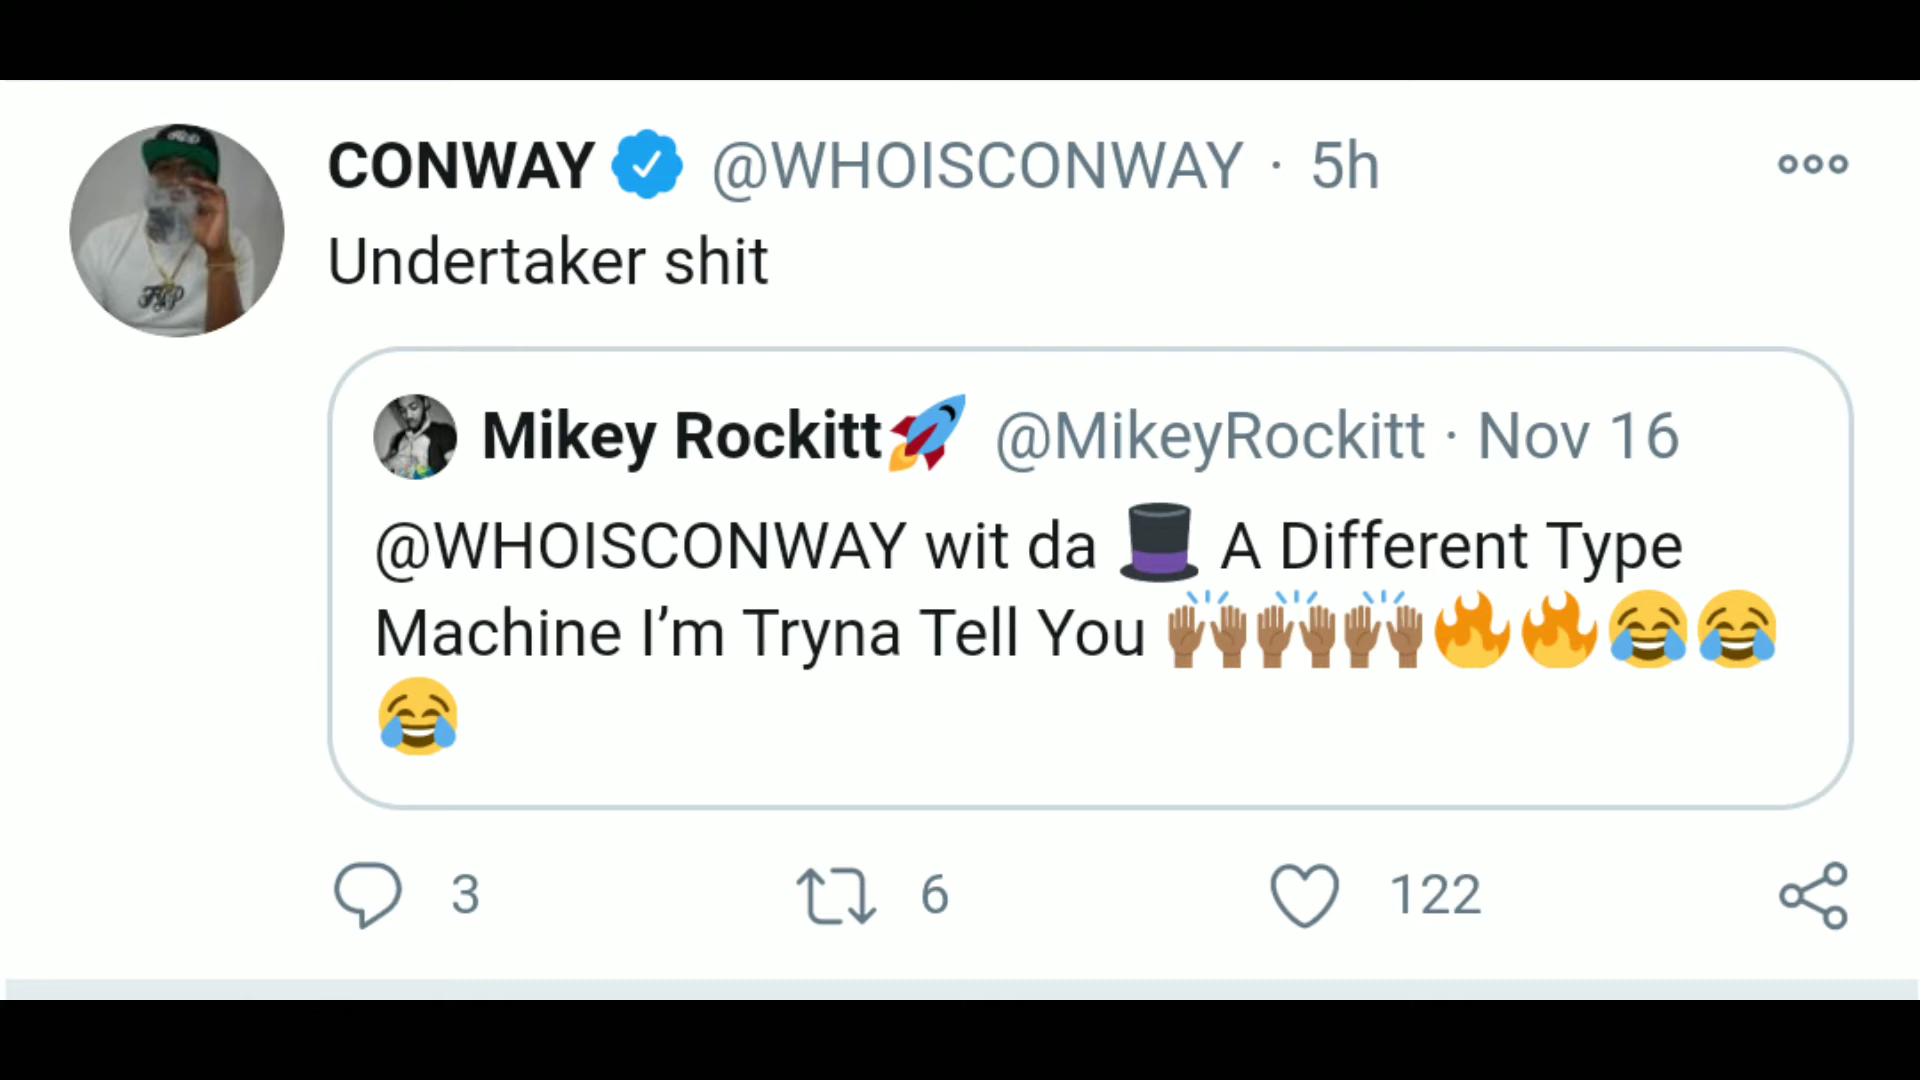 CONWAY @WHOISCONWAY · 5h
Undertaker shit
Mikey Rockitt🚀 @MikeyRockitt · Nov 16
@WHOISCONWAY wit da 🎩 A Different Type
Machine I’m Tryna Tell You 🙌🏽🙌🏽🙌🏽🔥🔥😂😂
😂
3 6 122